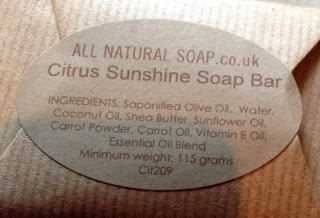 ALL NATURAL SOAP.co.uk
Citrus Sunshine Soap Bar
INGREDIENTS: Saponified Olive Oil, Water,
Coconut Oil, Shea Butter, Sunflower Oil,
Carrot Powder, Carrot Oil, Vitamin E Oil,
Essential Oil Blend
Minimum weight: 115 grams
Cit209